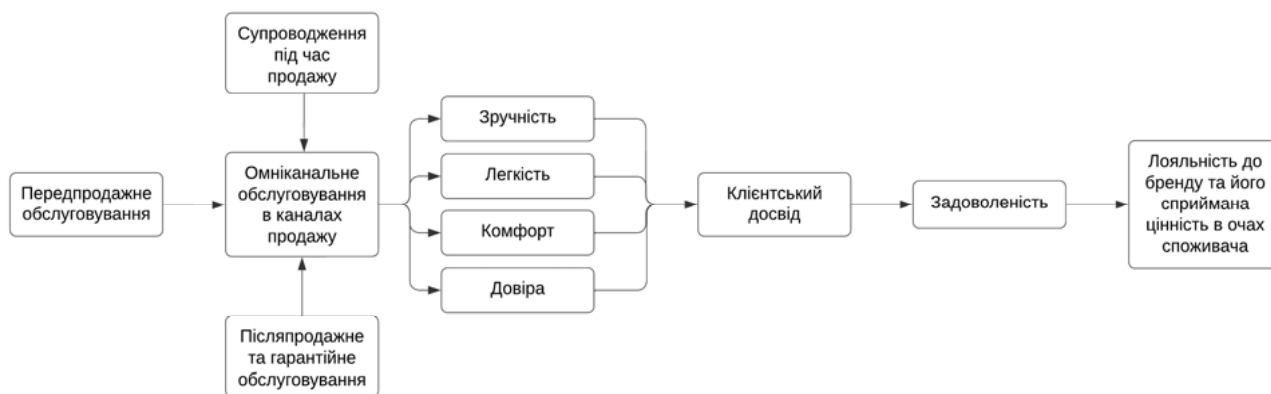 Супроводження
під час
продажу
Передпродажне
обслуговування
Омніканальне
обслуговування
в каналах
продажу
Післяпродажне
та гарантійне
обслуговування
Зручність
Легкість
Комфорт
Довіра
Клієнтський
досвід
Задоволеність
Лояльність до
бренду та його
сприймана
цінність в очах
споживача